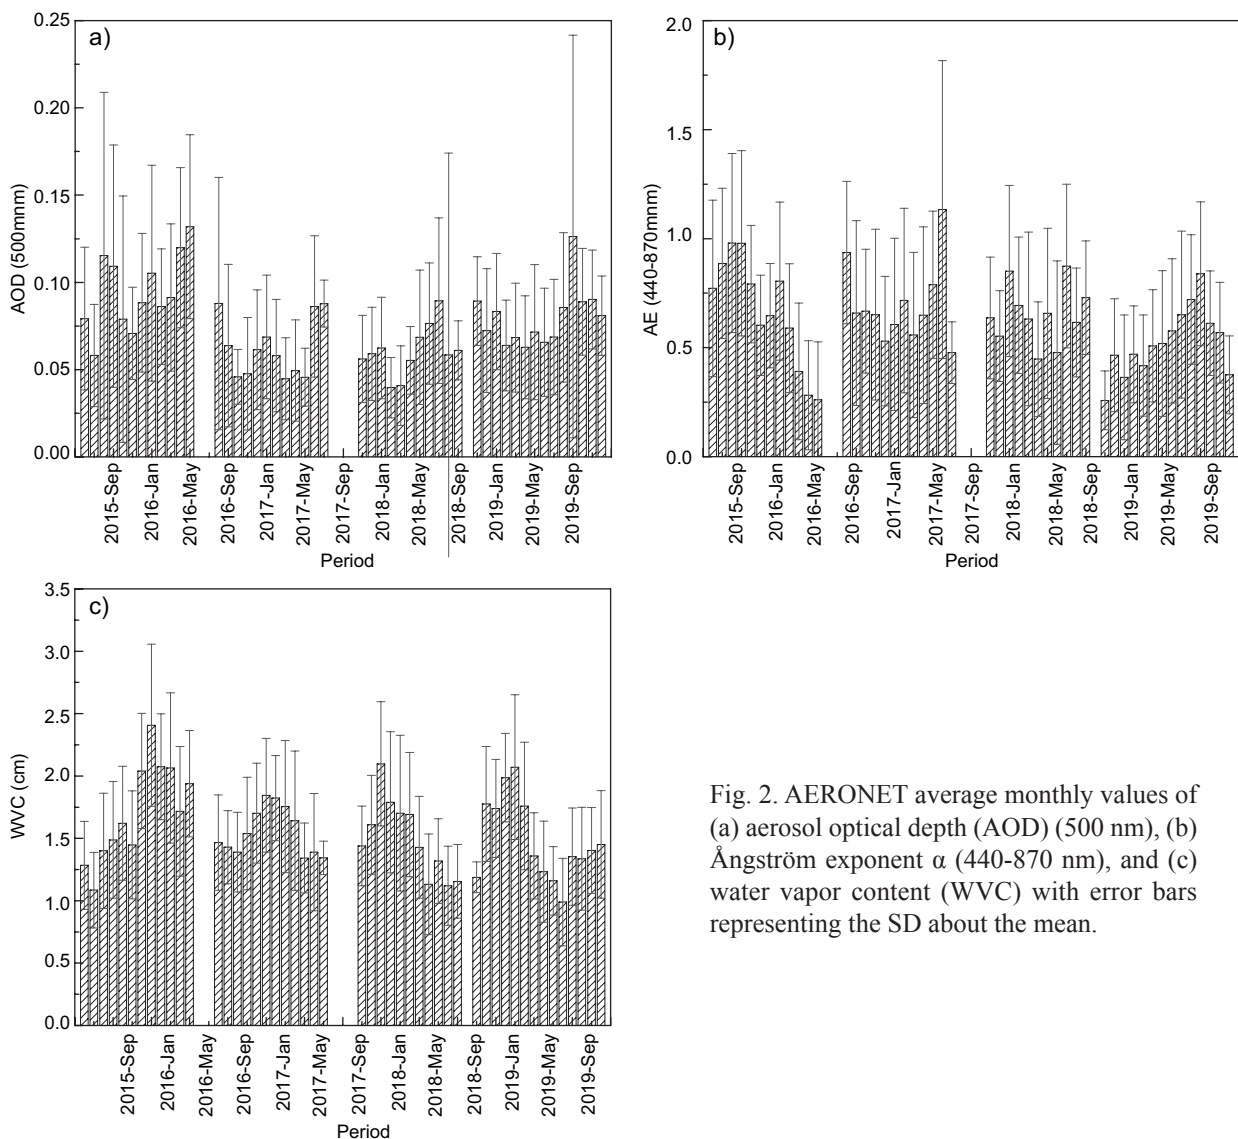 a)
AOD (500mnm)
0.25
0.20
0.15
0.10
0.05
0.00
2015-Sep
2016-Jan
2016-May
2016-Sep
2017-Jan
2017-May
2017-Sep
2018-Jan
2018-May
2018-Sep
2019-Jan
2019-May
2019-Sep
Period
b)
AE (440-870mnm)
2.0
1.5
1.0
0.5
0.0
2015-Sep
2016-Jan
2016-May
2016-Sep
2017-Jan
2017-May
2017-Sep
2018-Jan
2018-May
2018-Sep
2019-Jan
2019-May
2019-Sep
Period
c)
WVC (cm)
3.5
3.0
2.5
2.0
1.5
1.0
0.5
0.0
2015-Sep
2016-Jan
2016-May
2016-Sep
2017-Jan
2017-May
2017-Sep
2018-Jan
2018-May
2018-Sep
2019-Jan
2019-May
2019-Sep
Period
Fig. 2. AERONET average monthly values of
(a) aerosol optical depth (AOD) (500 nm), (b)
Ångström exponent α (440-870 nm), and (c)
water vapor content (WVC) with error bars
representing the SD about the mean.